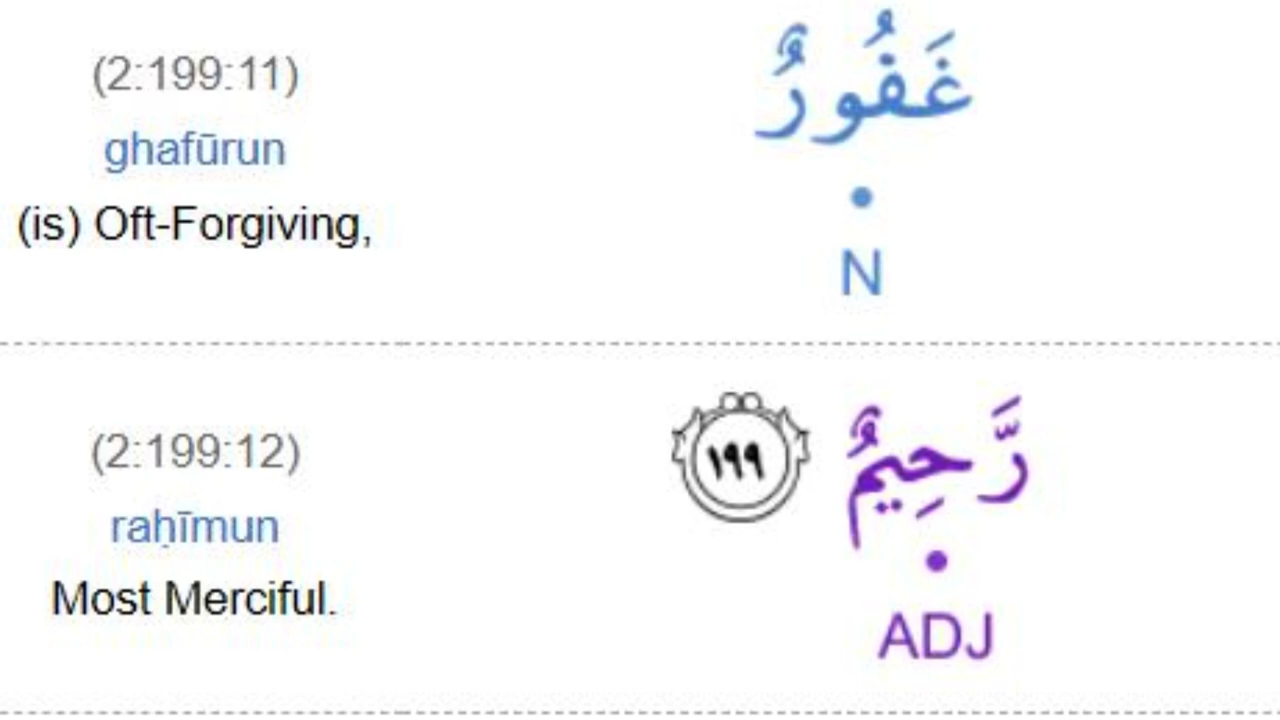 (2:199:11)
ghafūrun
(is) Oft-Forgiving,
غَفُورٌ
N
(2:199:12)
raḥīmun
Most Merciful.
رَّحِيمٌ ١٩٩
ADJ